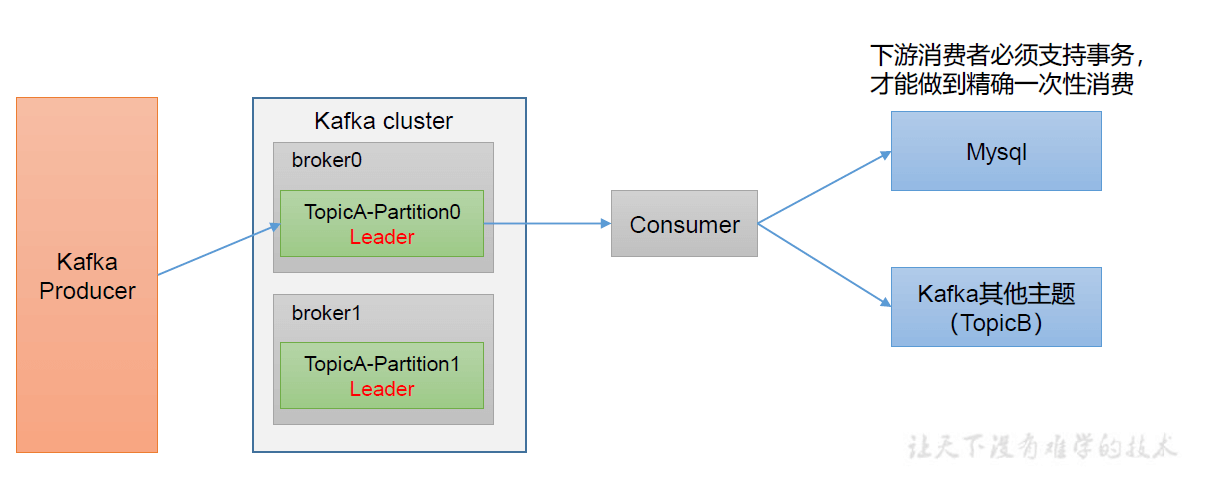 下游消费者必须支持事务，
才能做到精确一次性消费
Kafka cluster
broker0
TopicA-Partition0
Leader
broker1
TopicA-Partition1
Leader
Kafka
Producer
Consumer
Mysql
Kafka其他主题
（TopicB）
让天下没有难学的技术